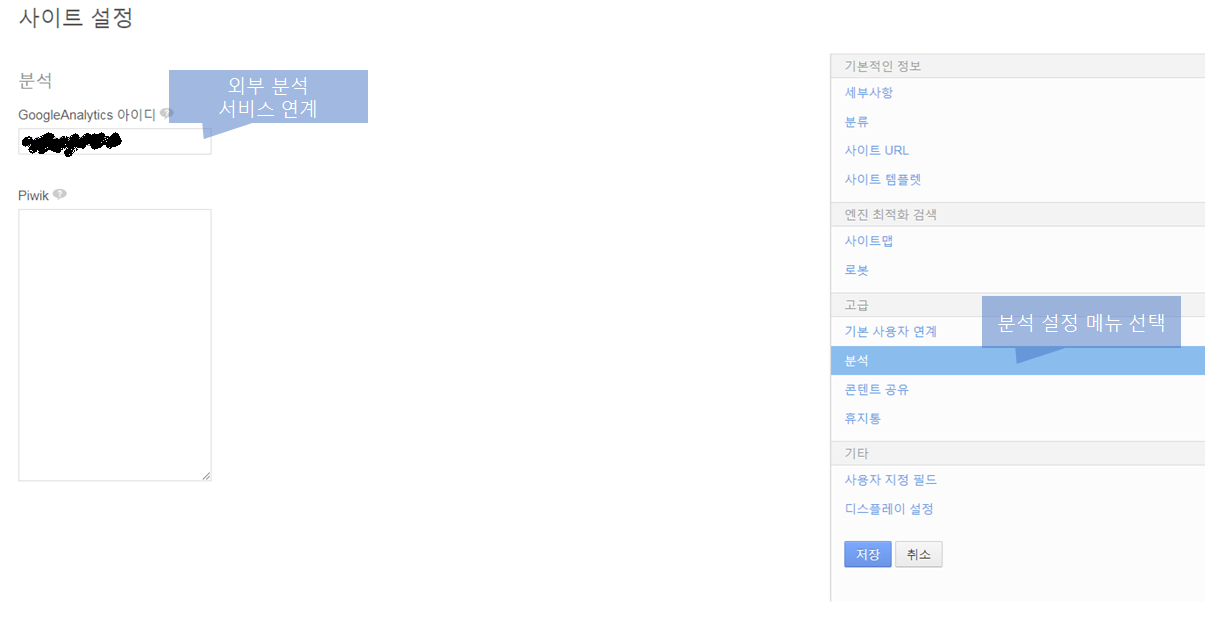 사이트 설정
분석
외부 분석
서비스 연계
GoogleAnalytics 아이디
Piwik
기본적인 정보
세부사항
분류
사이트 URL
사이트 템플렛
엔진 최적화 검색
사이트맵
로봇
고급
기본 사용자 연계
분석 설정 메뉴 선택
분석
콘텐트 공유
휴지통
기타
사용자 지정 필드
디스플레이 설정
저장 취소